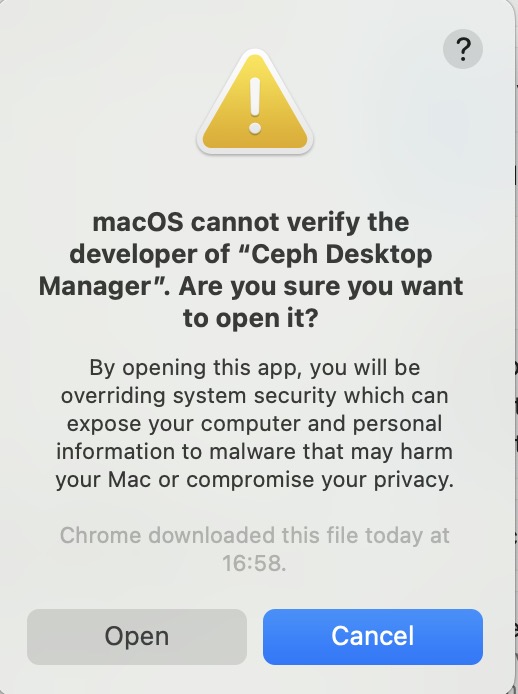 ?
macOS cannot verify the
developer of “Ceph Desktop
Manager”. Are you sure you want
to open it?
By opening this app, you will be
overriding system security which can
expose your computer and personal
information to malware that may harm
your Mac or compromise your privacy.
Chrome downloaded this file today at
16:58.
Open
Cancel